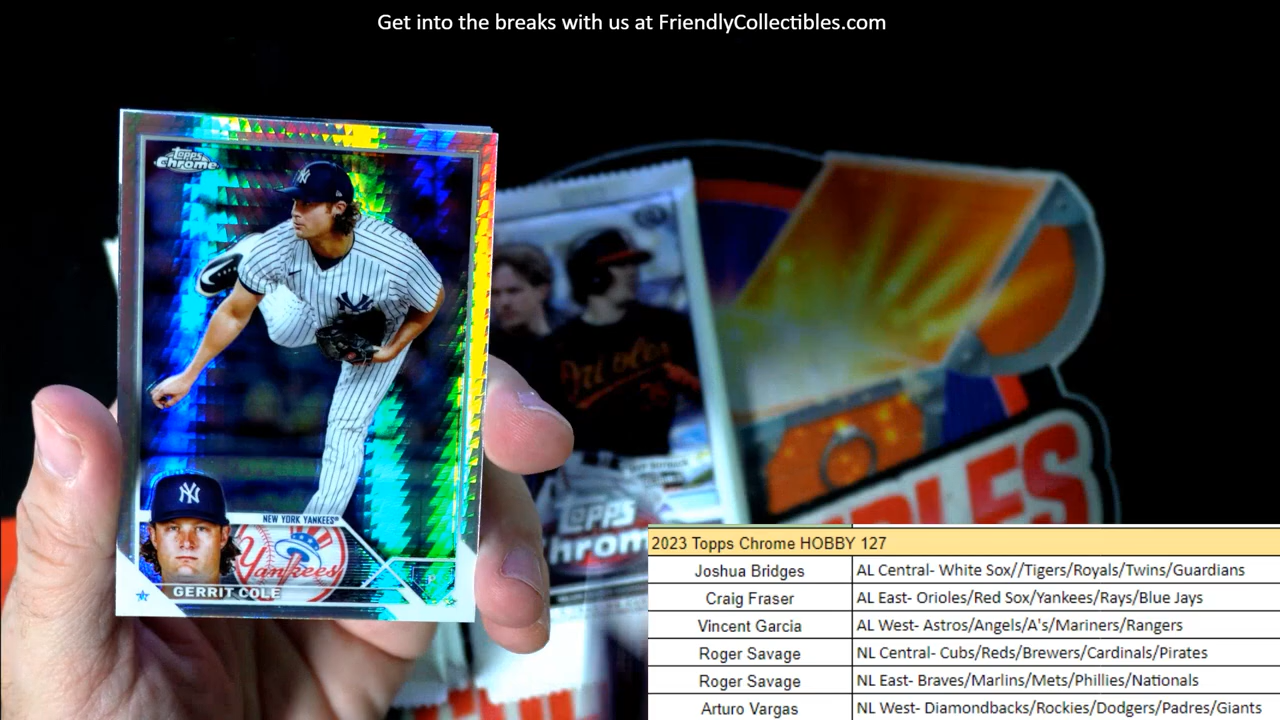 Get into the breaks with us at FriendlyCollectibles.com
Topps
Chrome
NY
NEW YORK YANKEES®
NY
Yankees
GERRIT COLE
P
Orioles
Topps
2023 Topps Chrome HOBBY 127
Joshua Bridges AL Central- White Sox//Tigers/Royals/Twins/Guardians
Craig Fraser AL East- Orioles/Red Sox/Yankees/Rays/Blue Jays
Vincent Garcia AL West- Astros/Angels/A's/Mariners/Rangers
Roger Savage NL Central- Cubs/Reds/Brewers/Cardinals/Pirates
Roger Savage NL East- Braves/Marlins/Mets/Phillies/Nationals
Arturo Vargas NL West- Diamondbacks/Rockies/Dodgers/Padres/Giants